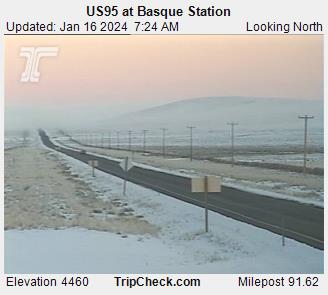 US95 at Basque Station
Updated: Jan 16 2024 7:24 AM Looking North
Elevation 4460 TripCheck.com Milepost 91.62